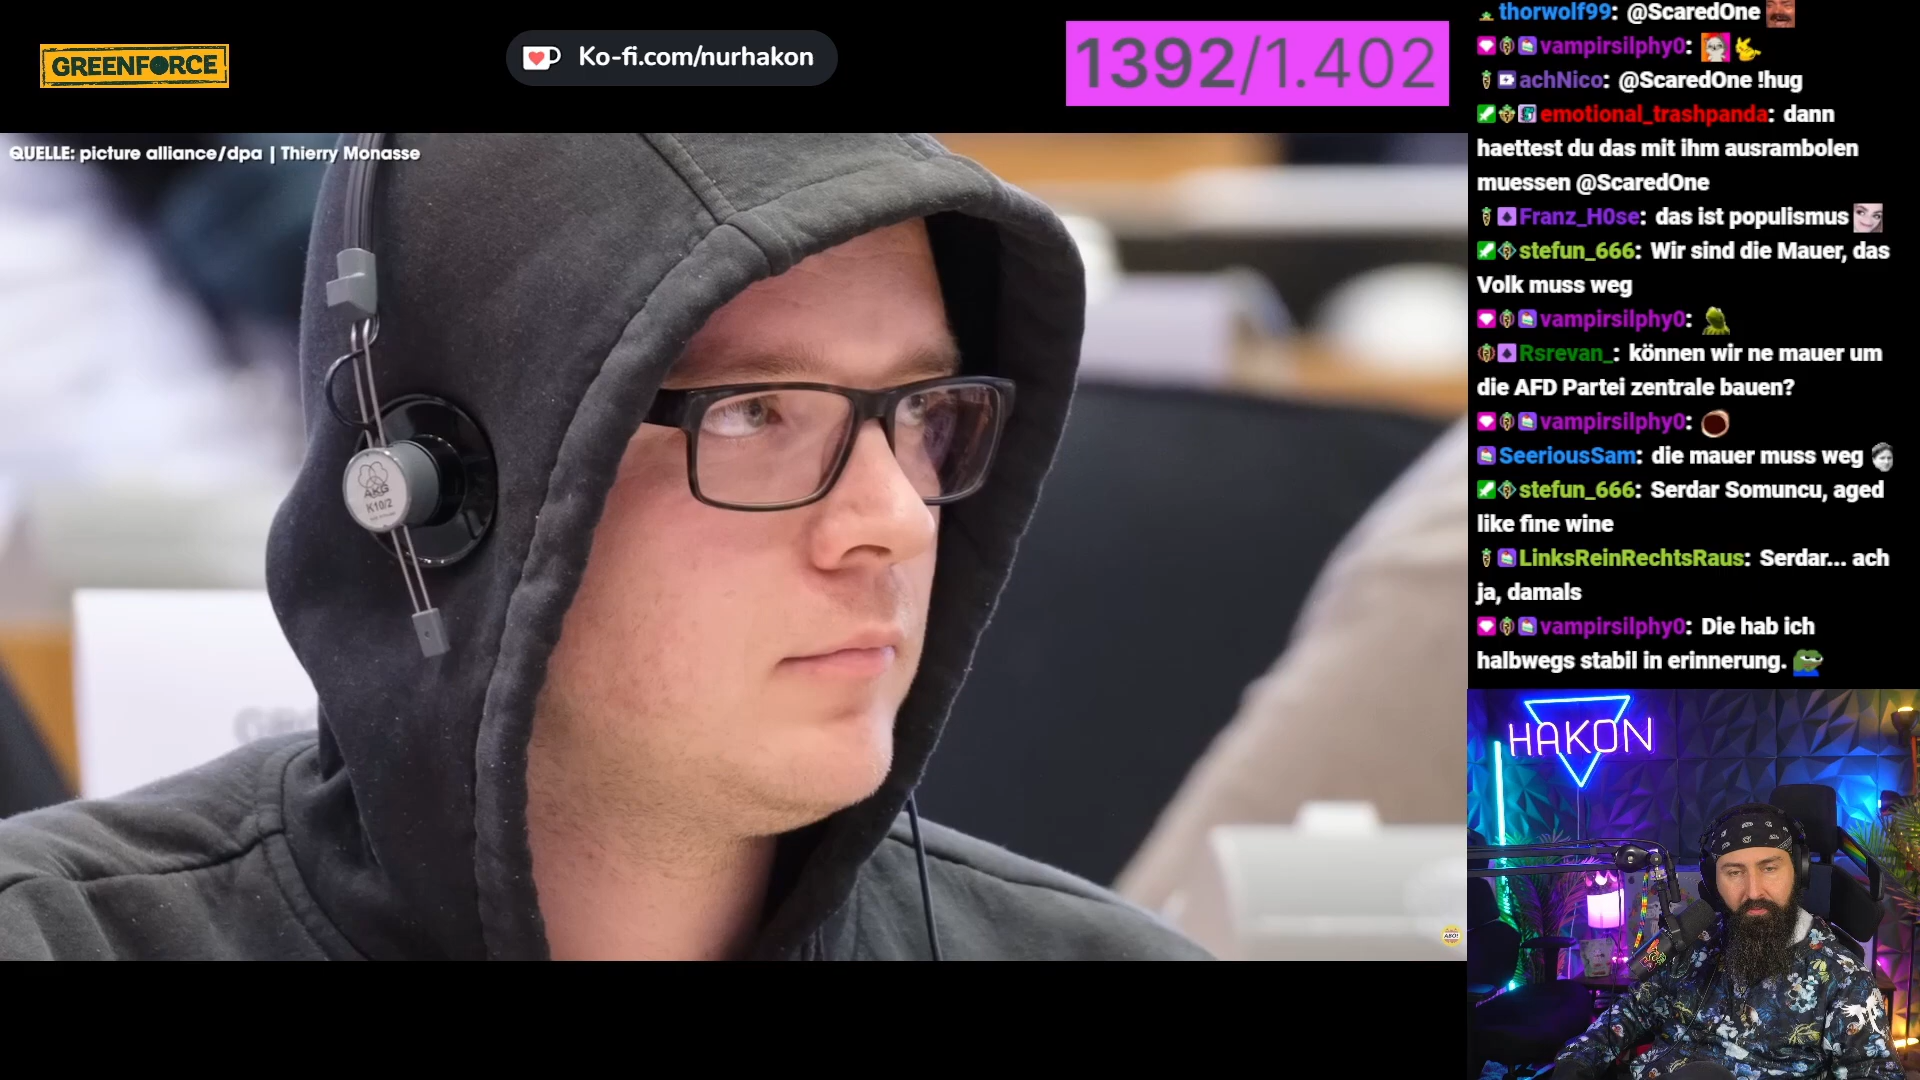 GREENFORCE
Ko-fi.com/nurhakon
1392/1.402
QUELLE: picture alliance/dpa | Thierry Monasse
AKG
K10/2
ABO!
thorwolf99: @ScaredOne
vampirsilphy0:
achNico: @ScaredOne !hug
emotional_trashpanda: dann
haettest du das mit ihm ausrambolen
muessen @ScaredOne
Franz_H0se: das ist populismus
stefun_666: Wir sind die Mauer, das
Volk muss weg
vampirsilphy0:
Rsrevan_: können wir ne mauer um
die AFD Partei zentrale bauen?
vampirsilphy0:
SeeriousSam: die mauer muss weg
stefun_666: Serdar Somuncu, aged
like fine wine
LinksReinRechtsRaus: Serdar... ach
ja, damals
vampirsilphy0: Die hab ich
halbwegs stabil in erinnerung.
HAKON